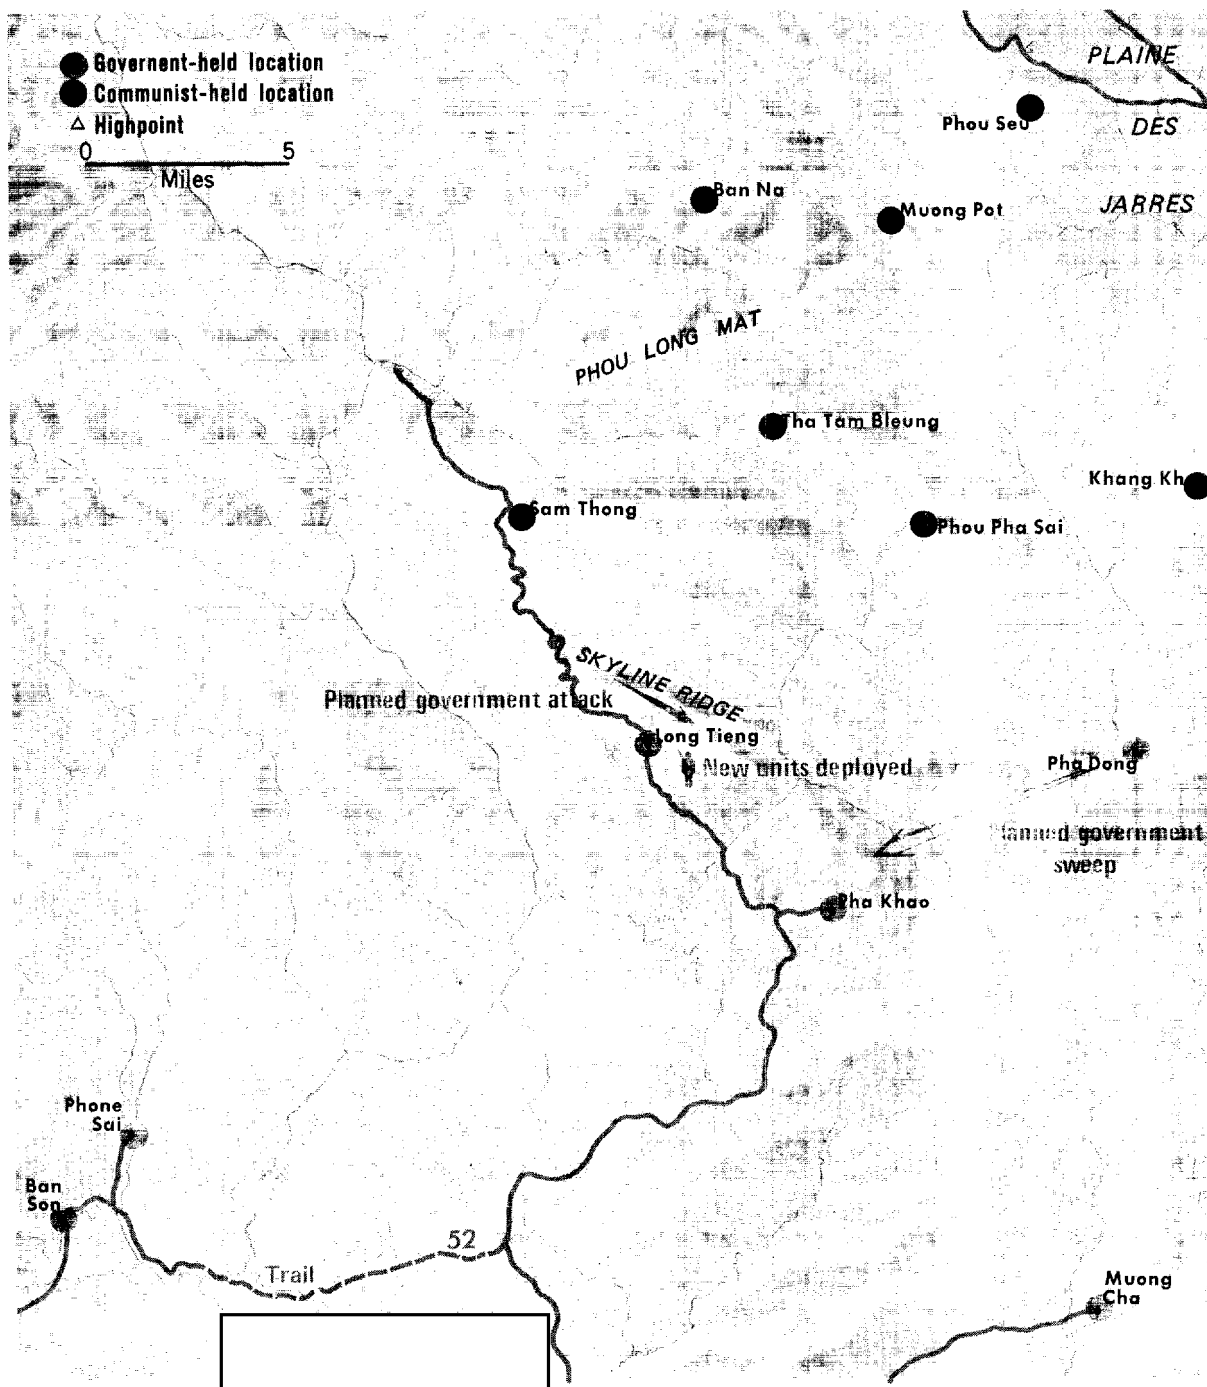 Governent-held location
Communist-held location
Highpoint
0 5
Miles
PLAINE
DES
JARRES
Phou Seu
Ban Na
Muong Pot
PHOU LONG MAT
Tha Tam Bleung
Khang Kh
Sam Thong
Phou Pha Sai
SKYLINE RIDGE
Planned government attack
Long Tieng
New units deployed
Pha Dong
lanned government
sweep
Pha Khao
Phone
Sai
Ban
Son
52
Trail
Muong
Cha